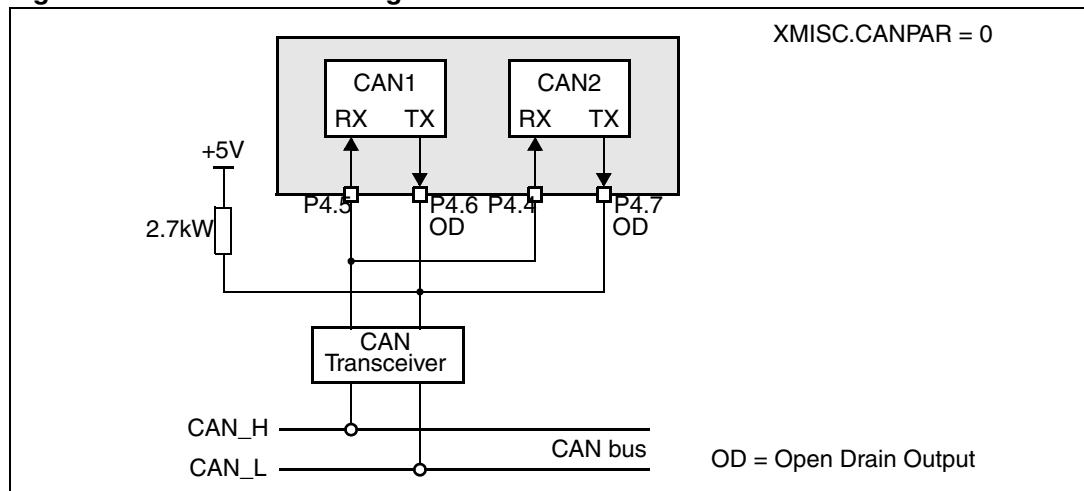 XMISC.CANPAR = 0
CAN1
CAN2
RX TX
RX TX
+5V
P4.5
P4.6
P4.4
P4.7
OD
OD
2.7kW
CAN
Transceiver
CAN_H
CAN bus
CAN_L
OD = Open Drain Output